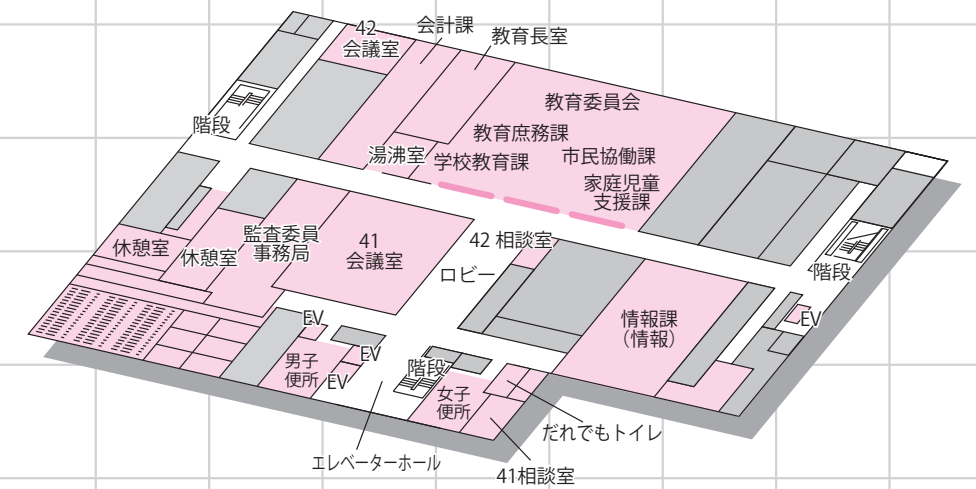 42
会議室
会計課
教育長室
教育委員会
階段
教育庶務課
湯沸室
学校教育課
市民協働課
家庭児童
支援課
監査委員
事務局
41
会議室
42 相談室
休憩室
休憩室
ロビー
階段
EV
情報課
（情報）
EV
男子
便所
EV
EV
階段
女子
便所
だれでもトイレ
エレベーターホール
41相談室